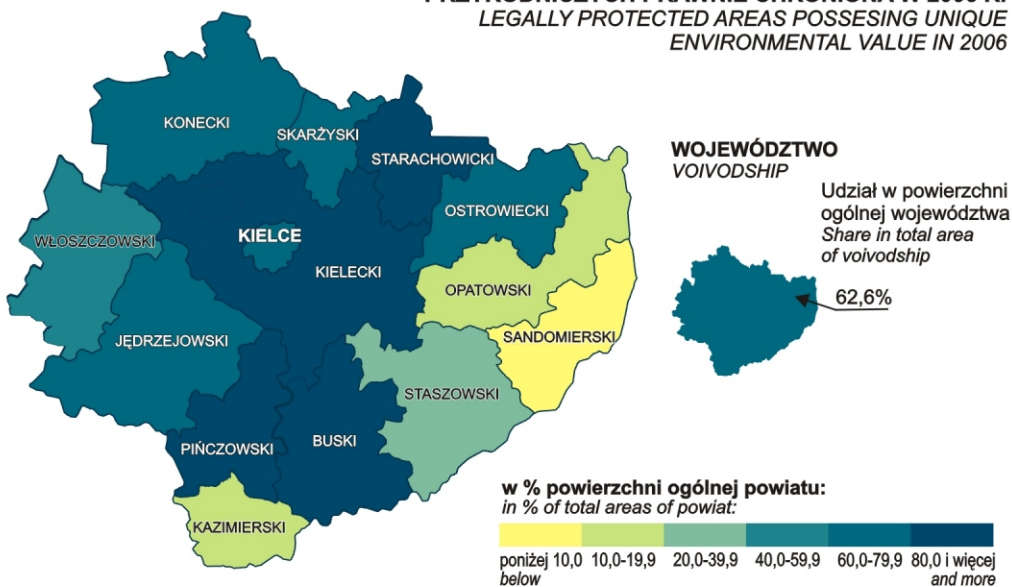 LEGALLY PROTECTED AREAS POSSESING UNIQUE
ENVIRONMENTAL VALUE IN 2006
KONECKI
SKARŻYSKI
STARACHOWICKI
OSTROWIECKI
WŁOSZCZOWSKI
KIELCE
KIELECKI
OPATOWSKI
SANDOMIERSKI
JĘDRZEJOWSKI
STASZOWSKI
PIŃCZOWSKI
BUSKI
KAZIMIERSKI
WOJEWÓDZTWO
VOIVODSHIP
Udział w powierzchni
ogólnej województwa
Share in total area
of voivodship
62,6%
w % powierzchni ogólnej powiatu:
in % of total areas of powiat:
poniżej 10,0 10,0-19,9 20,0-39,9 40,0-59,9 60,0-79,9 80,0 i więcej
below and more